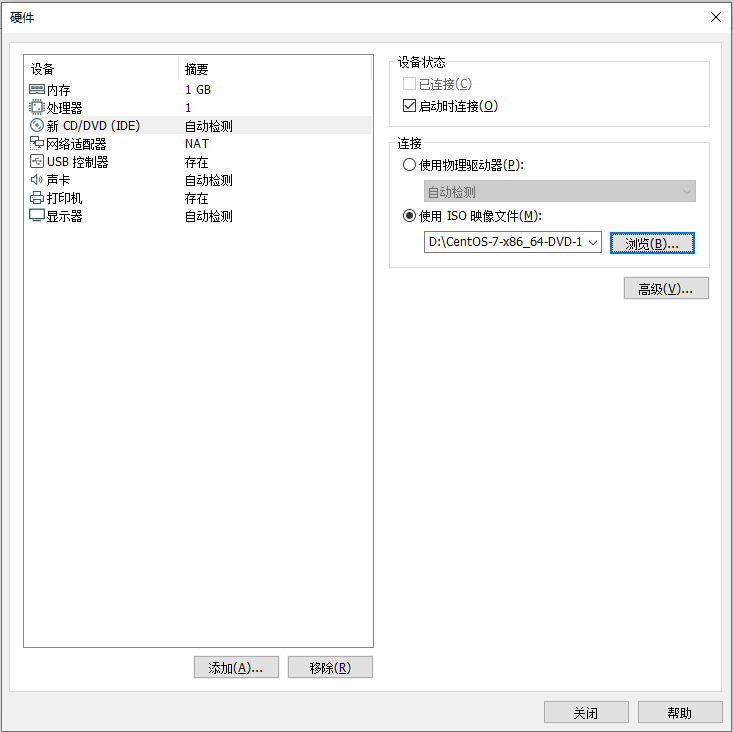 硬件
设备 摘要
内存 1 GB
处理器 1
新 CD/DVD (IDE) 自动检测
网络适配器 NAT
USB 控制器 存在
声卡 自动检测
打印机 存在
显示器 自动检测
添加(A)...
移除(R)
设备状态
已连接(C)
启动时连接(O)
连接
使用物理驱动器(P):
自动检测
使用 ISO 映像文件(M):
D:\CentOS-7-x86_64-DVD-1
浏览(B)...
高级(V)...
关闭
帮助